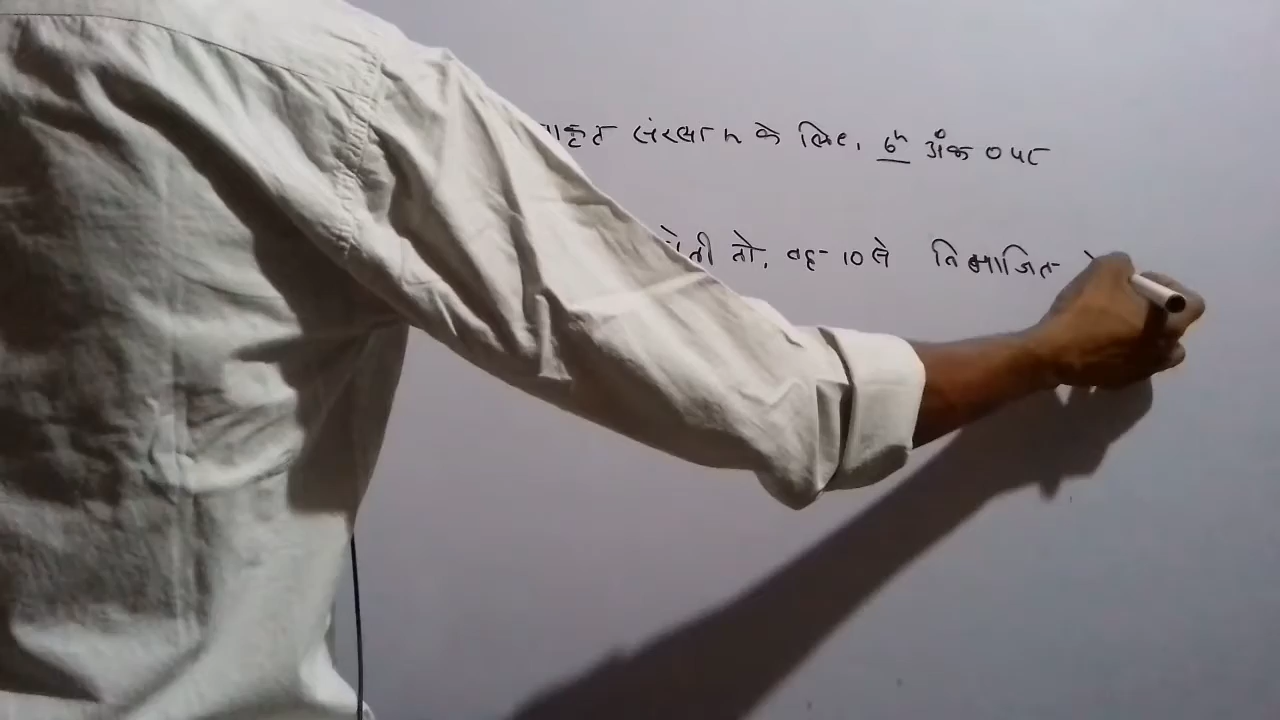 संख्या n के लिए, 6ⁿ अंक 0 पर
तो, वह 10 से विभाजित